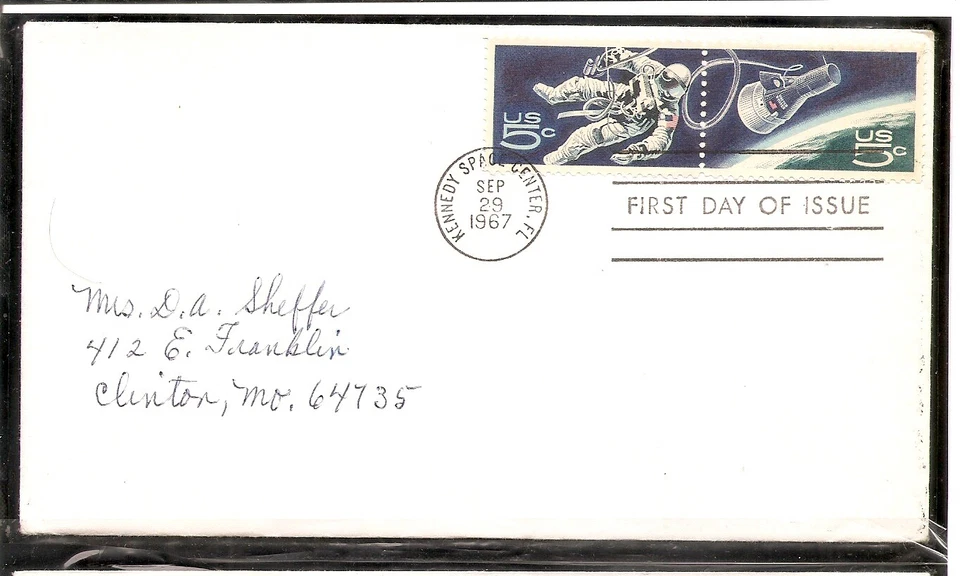 US
5c
US
5c
KENNEDY SPACE CENTER, FL
SEP
29
1967
FIRST DAY OF ISSUE
Mrs. D.A. Sheffer
412 E. Franklin
Clinton, Mo. 64735